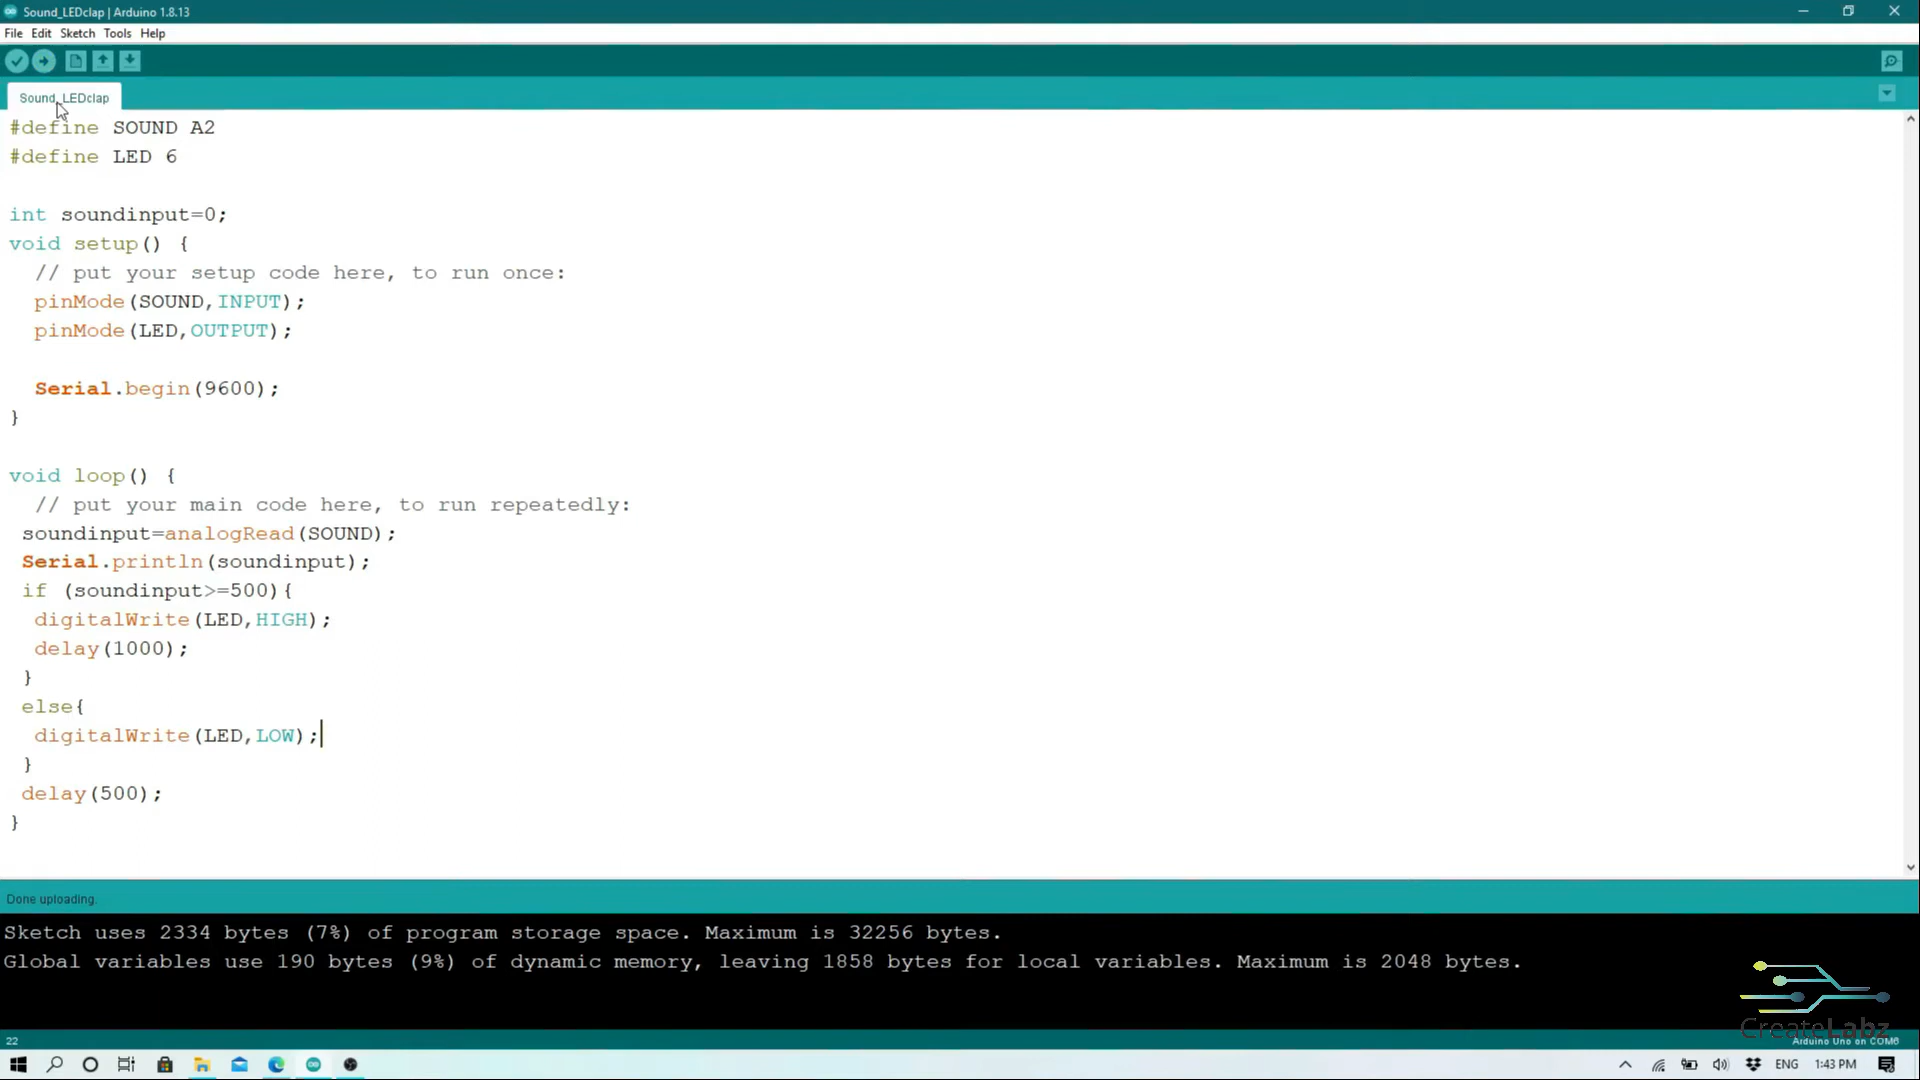 Sound_LEDclap | Arduino 1.8.13
File Edit Sketch Tools Help
Sound_LEDclap
#define SOUND A2
#define LED 6
int soundinput=0;
void setup() {
// put your setup code here, to run once:
pinMode(SOUND,INPUT);
pinMode(LED,OUTPUT);
Serial.begin(9600);
}
void loop() {
// put your main code here, to run repeatedly:
soundinput=analogRead(SOUND);
Serial.println(soundinput);
if (soundinput>=500){
digitalWrite(LED,HIGH);
delay(1000);
}
else{
digitalWrite(LED,LOW);
}
delay(500);
}
Done uploading.
Sketch uses 2334 bytes (7%) of program storage space. Maximum is 32256 bytes.
Global variables use 190 bytes (9%) of dynamic memory, leaving 1858 bytes for local variables. Maximum is 2048 bytes.
CreateLabz
22 Arduino Uno on COM6
ENG 1:43 PM